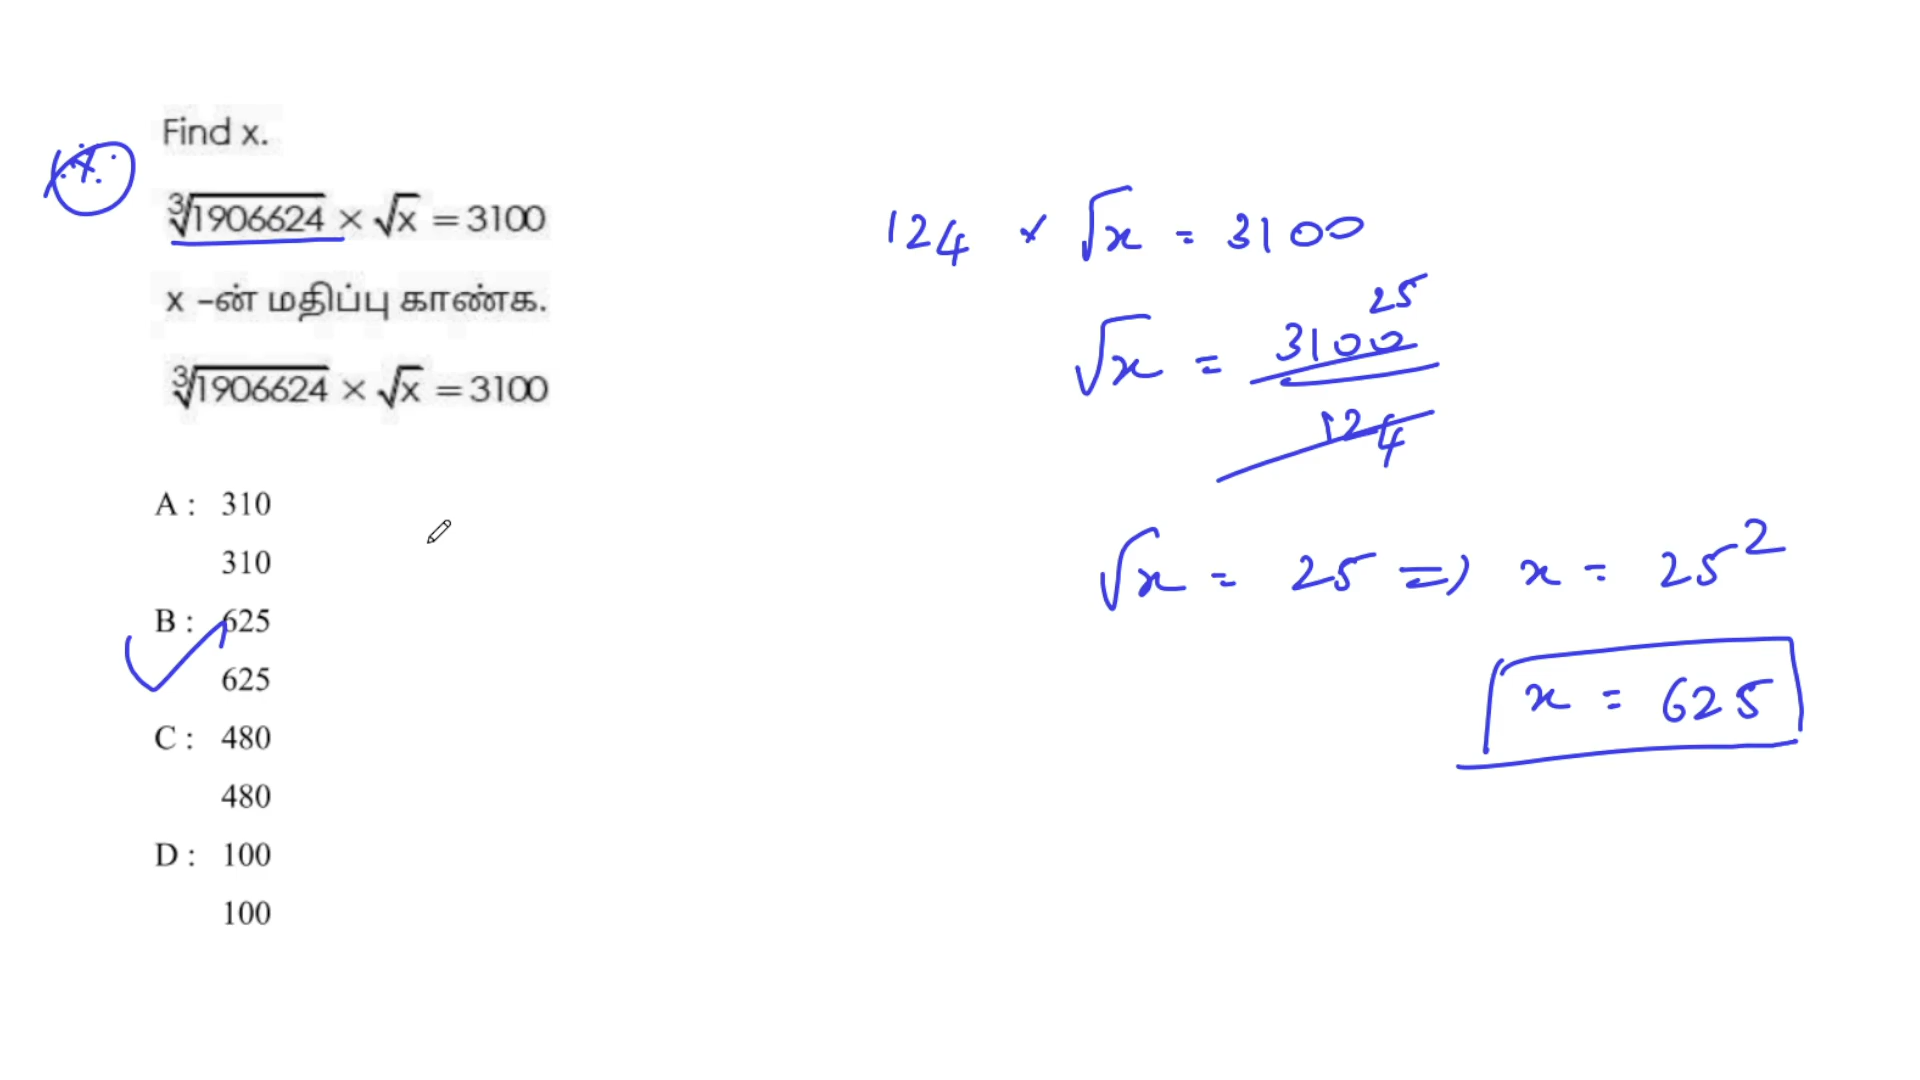 Find x.
∛1906624 × √x = 3100
x –ன் மதிப்பு காண்க.
∛1906624 × √x = 3100
A : 310
310
B : 625
625
C : 480
480
D : 100
100
124 × √x = 3100
25
√x = 3100
124
√x = 25 ⇒ x = 25²
x = 625